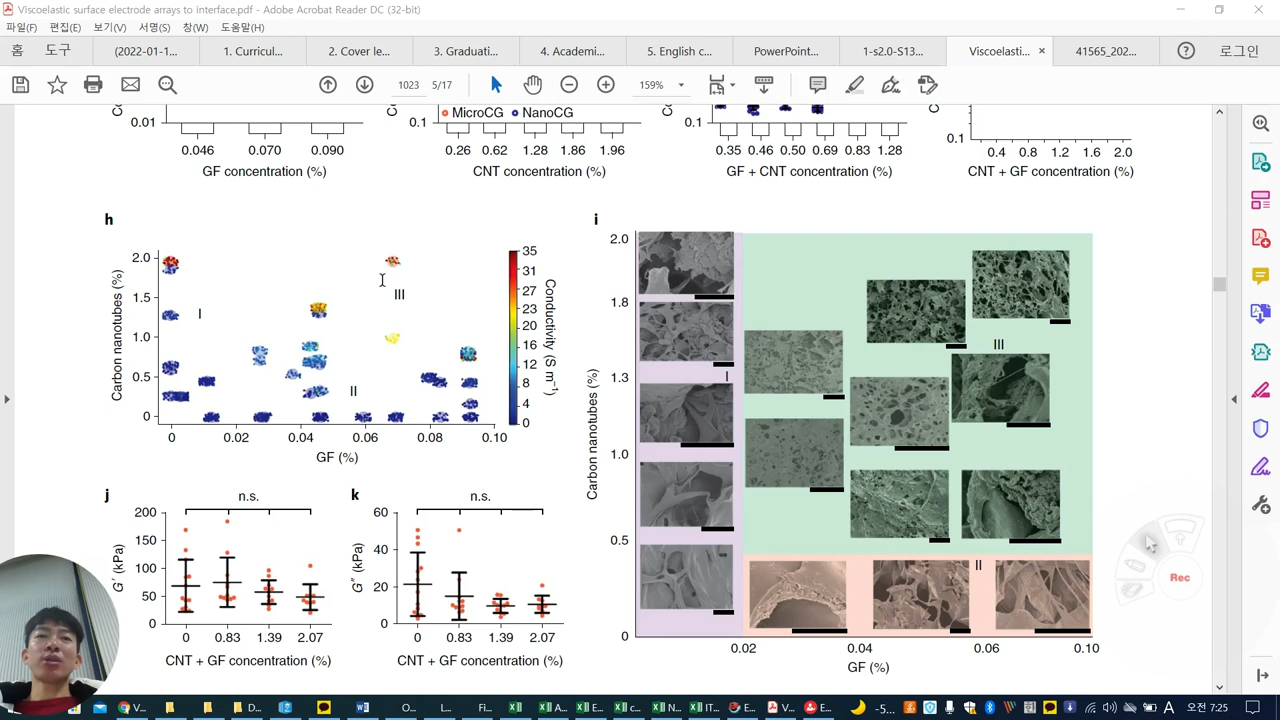 Viscoelastic surface electrode arrays to interface.pdf - Adobe Acrobat Reader DC (32-bit)
파일(F) 편집(E) 보기(V) 서명(S) 창(W) 도움말(H)
홈 도구 (2022-01-1... 1. Curricul... 2. Cover le... 3. Graduati... 4. Academi... 5. English c... PowerPoint... 1-s2.0-S13... Viscoelasti... × 41565_202... 로그인
1023 5/17 159%
0.01 0.1 MicroCG NanoCG 0.1 0.1
0.046 0.070 0.090 0.26 0.62 1.28 1.86 1.96 0.35 0.46 0.50 0.69 0.83 1.28 0.4 0.8 1.2 1.6 2.0
GF concentration (%) CNT concentration (%) GF + CNT concentration (%) CNT + GF concentration (%)
h
Carbon nanotubes (%)
2.0
1.5
1.0
0.5
0
I
II
III
0 0.02 0.04 0.06 0.08 0.10
GF (%)
35
31
27
23
20
16
12
8
4
0
Conductivity (S m⁻¹)
i
Carbon nanotubes (%)
2.0
1.8
1.3
1.0
0.5
0
I
III
II
0.02 0.04 0.06 0.10
GF (%)
j
n.s.
G′ (kPa)
200
150
100
50
0
0 0.83 1.39 2.07
CNT + GF concentration (%)
k
n.s.
G″ (kPa)
60
40
20
0
0 0.83 1.39 2.07
CNT + GF concentration (%)
Rec
-5... A 오전 7:25